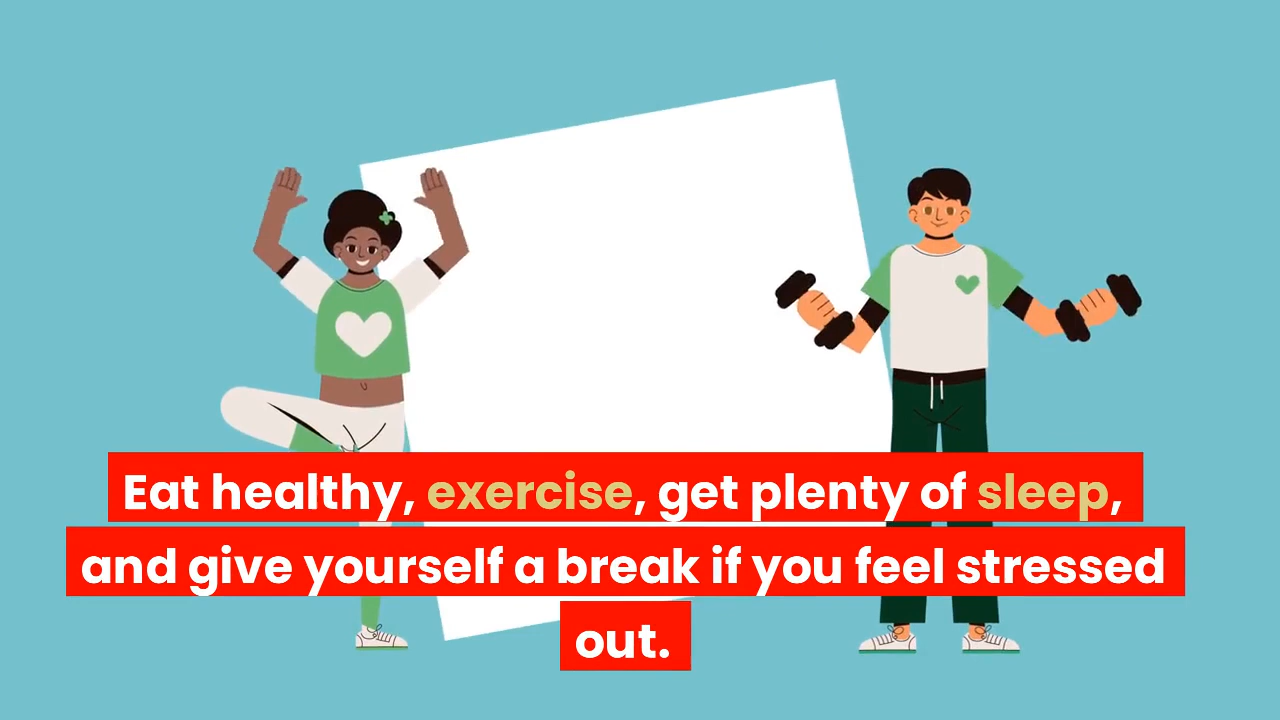 Eat healthy, exercise, get plenty of sleep,
and give yourself a break if you feel stressed
out.